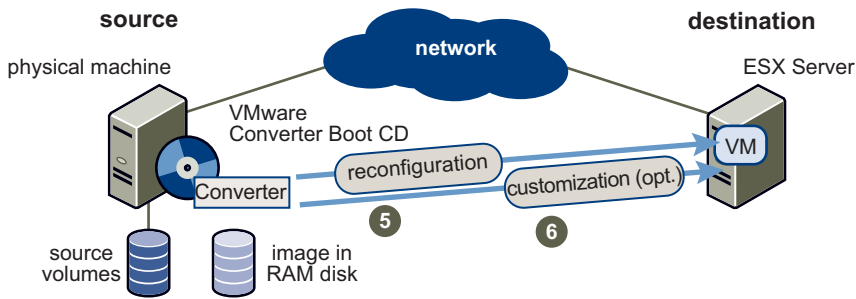 source
destination
network
physical machine
ESX Server
VMware
Converter Boot CD
VM
reconfiguration
customization (opt.)
Converter
5
6
source
volumes
image in
RAM disk